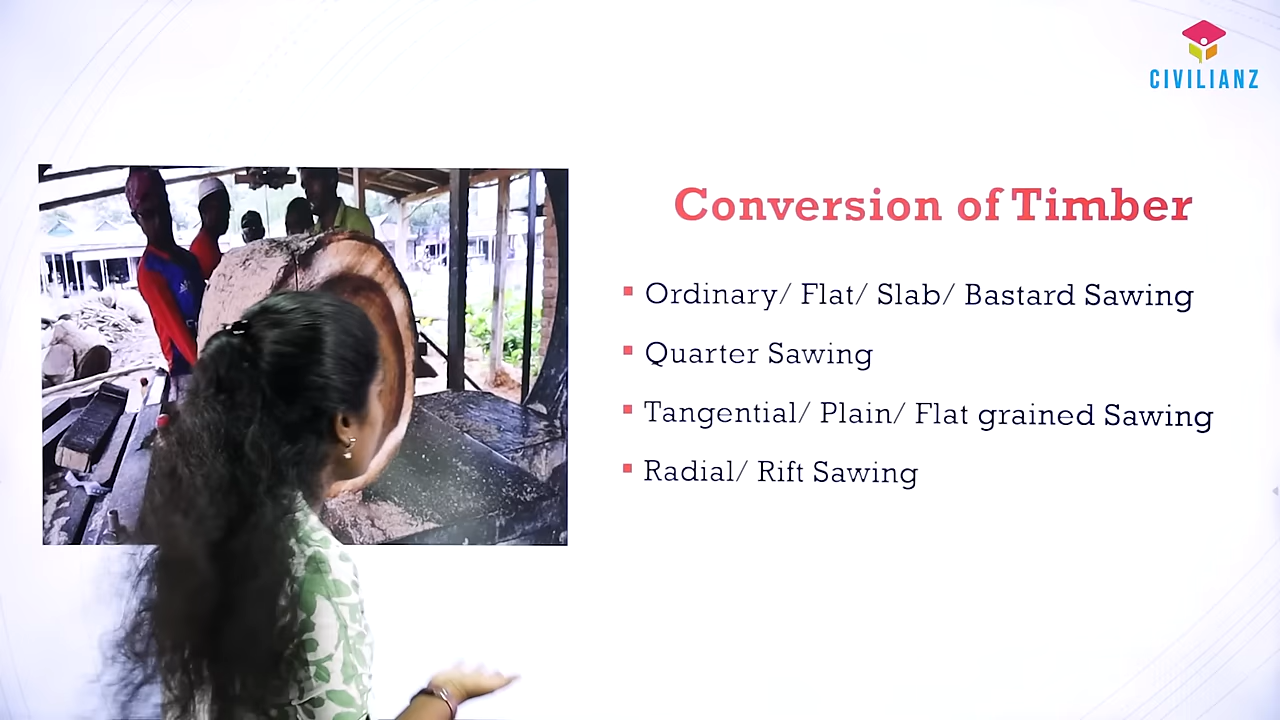 CIVILIANZ
Conversion of Timber
Ordinary/ Flat/ Slab/ Bastard Sawing
Quarter Sawing
Tangential/ Plain/ Flat grained Sawing
Radial/ Rift Sawing